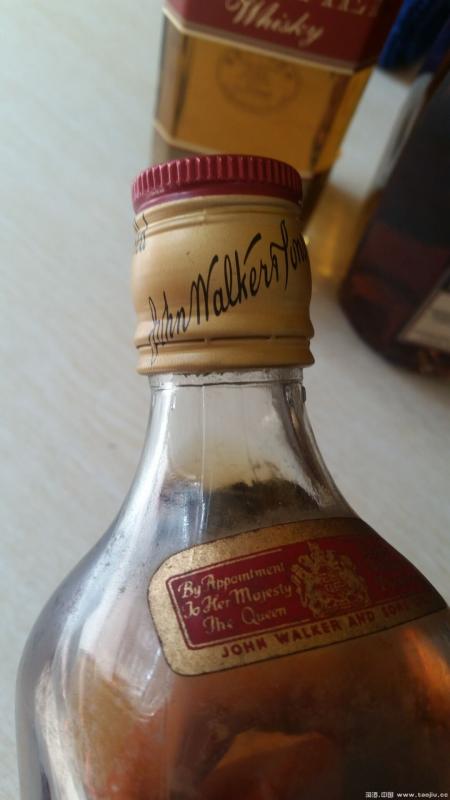 Whisky
John Walker & Sons
By Appointment
To Her Majesty
The Queen
JOHN WALKER AND SONS
淘酒.中国 www.taojiu.cc